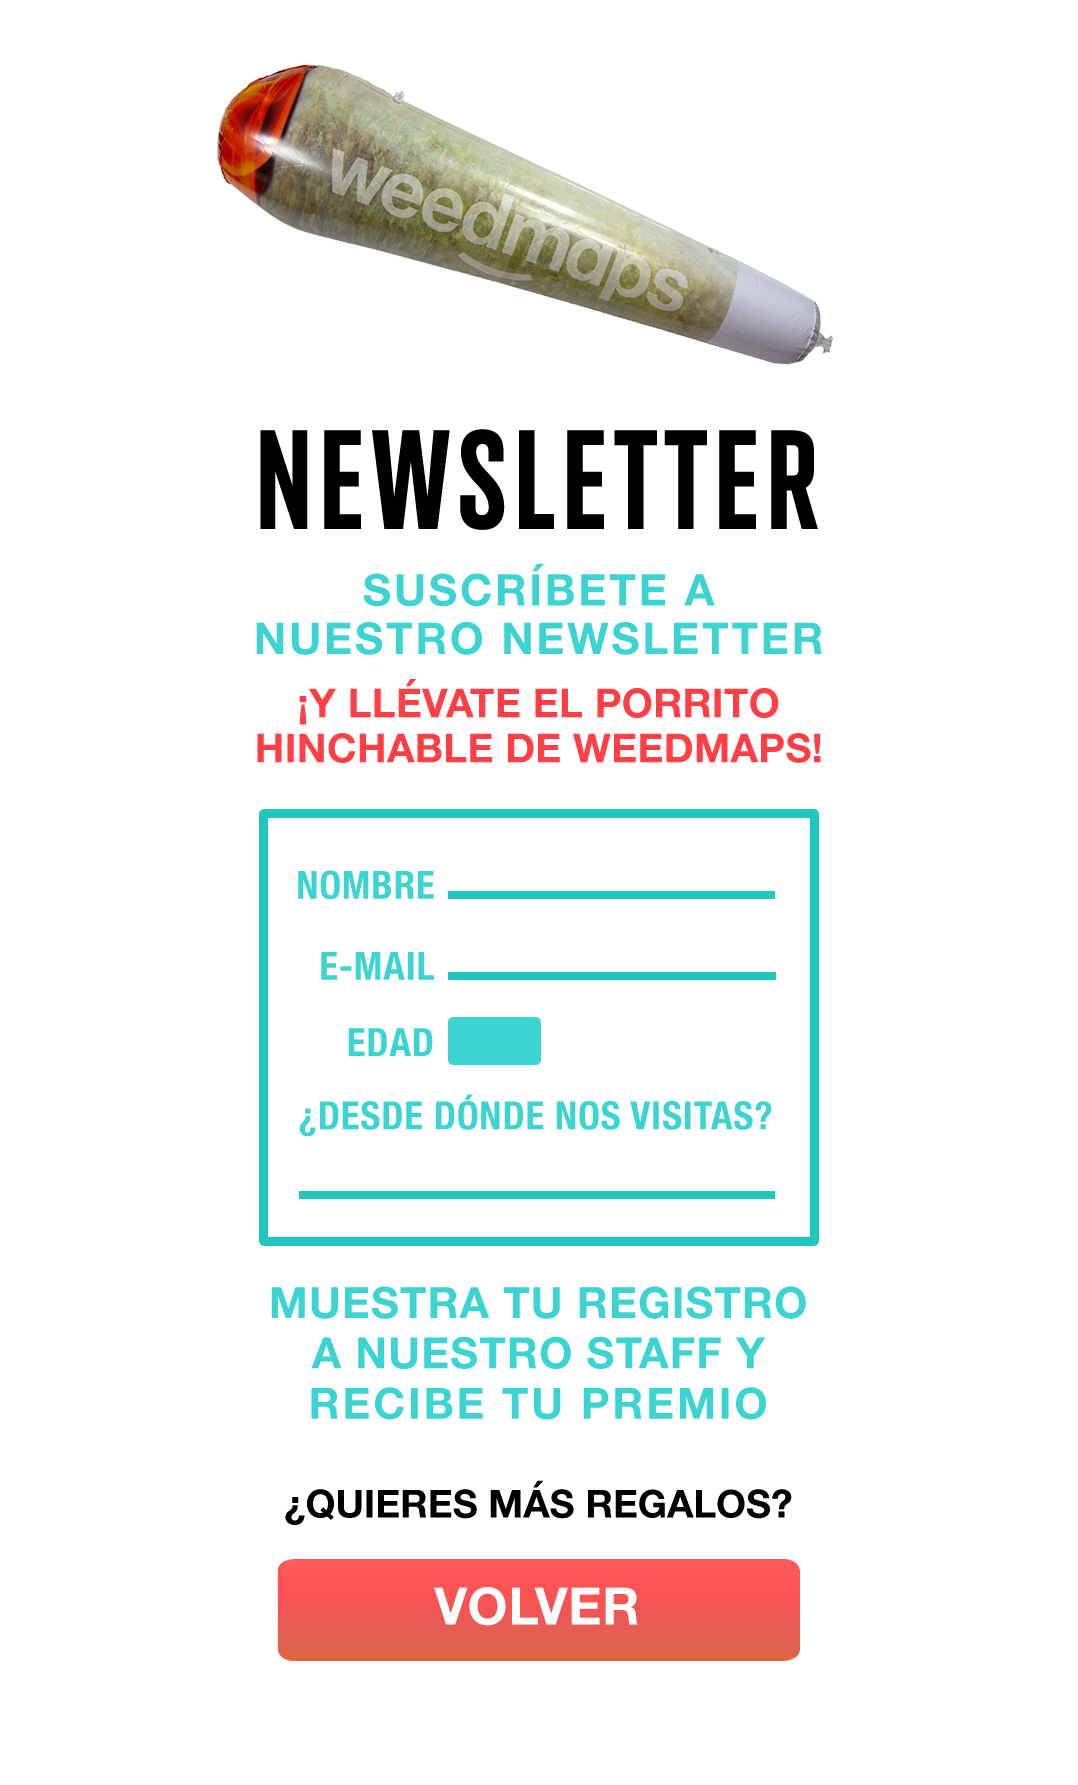 weedmaps
NEWSLETTER
SUSCRÍBETE A
NUESTRO NEWSLETTER
¡Y LLÉVATE EL PORRITO
HINCHABLE DE WEEDMAPS!
NOMBRE
E-MAIL
EDAD
¿DESDE DÓNDE NOS VISITAS?
MUESTRA TU REGISTRO
A NUESTRO STAFF Y
RECIBE TU PREMIO
¿QUIERES MÁS REGALOS?
VOLVER